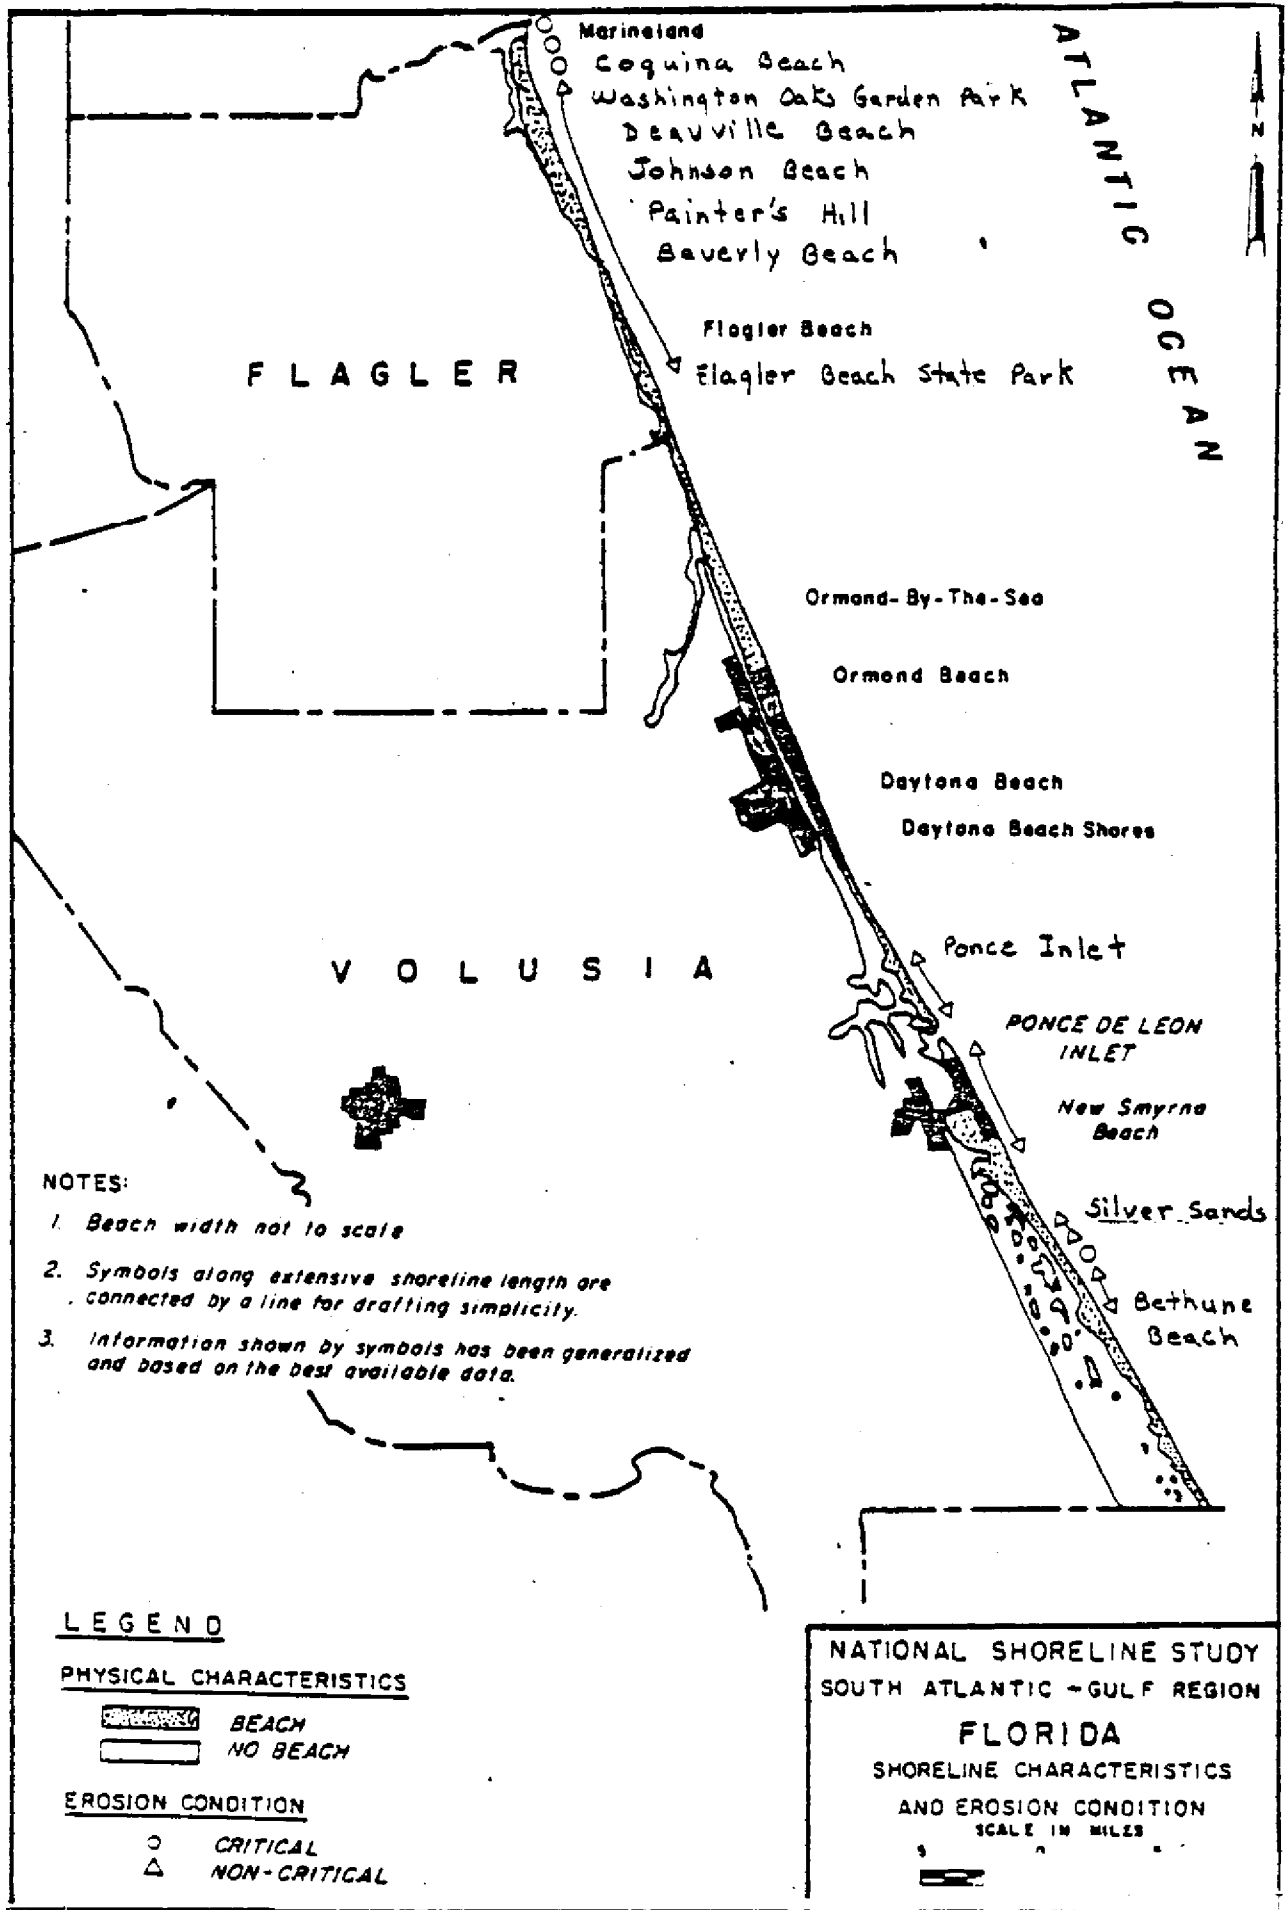 Marineland
Coquina Beach
Washington Oaks Garden Park
Deauville Beach
Johnson Beach
Painter's Hill
Beverly Beach
ATLANTIC OCEAN
N
Flagler Beach
Flagler Beach State Park
FLAGLER
Ormond-By-The-Sea
Ormond Beach
Daytona Beach
Daytona Beach Shores
Ponce Inlet
VOLUSIA
PONCE DE LEON
INLET
New Smyrna
Beach
Silver Sands
Bethune
Beach
NOTES:
1. Beach width not to scale
2. Symbols along extensive shoreline length are
connected by a line for drafting simplicity.
3. Information shown by symbols has been generalized
and based on the best available data.
LEGEND
PHYSICAL CHARACTERISTICS
BEACH
NO BEACH
EROSION CONDITION
CRITICAL
NON-CRITICAL
NATIONAL SHORELINE STUDY
SOUTH ATLANTIC - GULF REGION
FLORIDA
SHORELINE CHARACTERISTICS
AND EROSION CONDITION
SCALE IN MILES